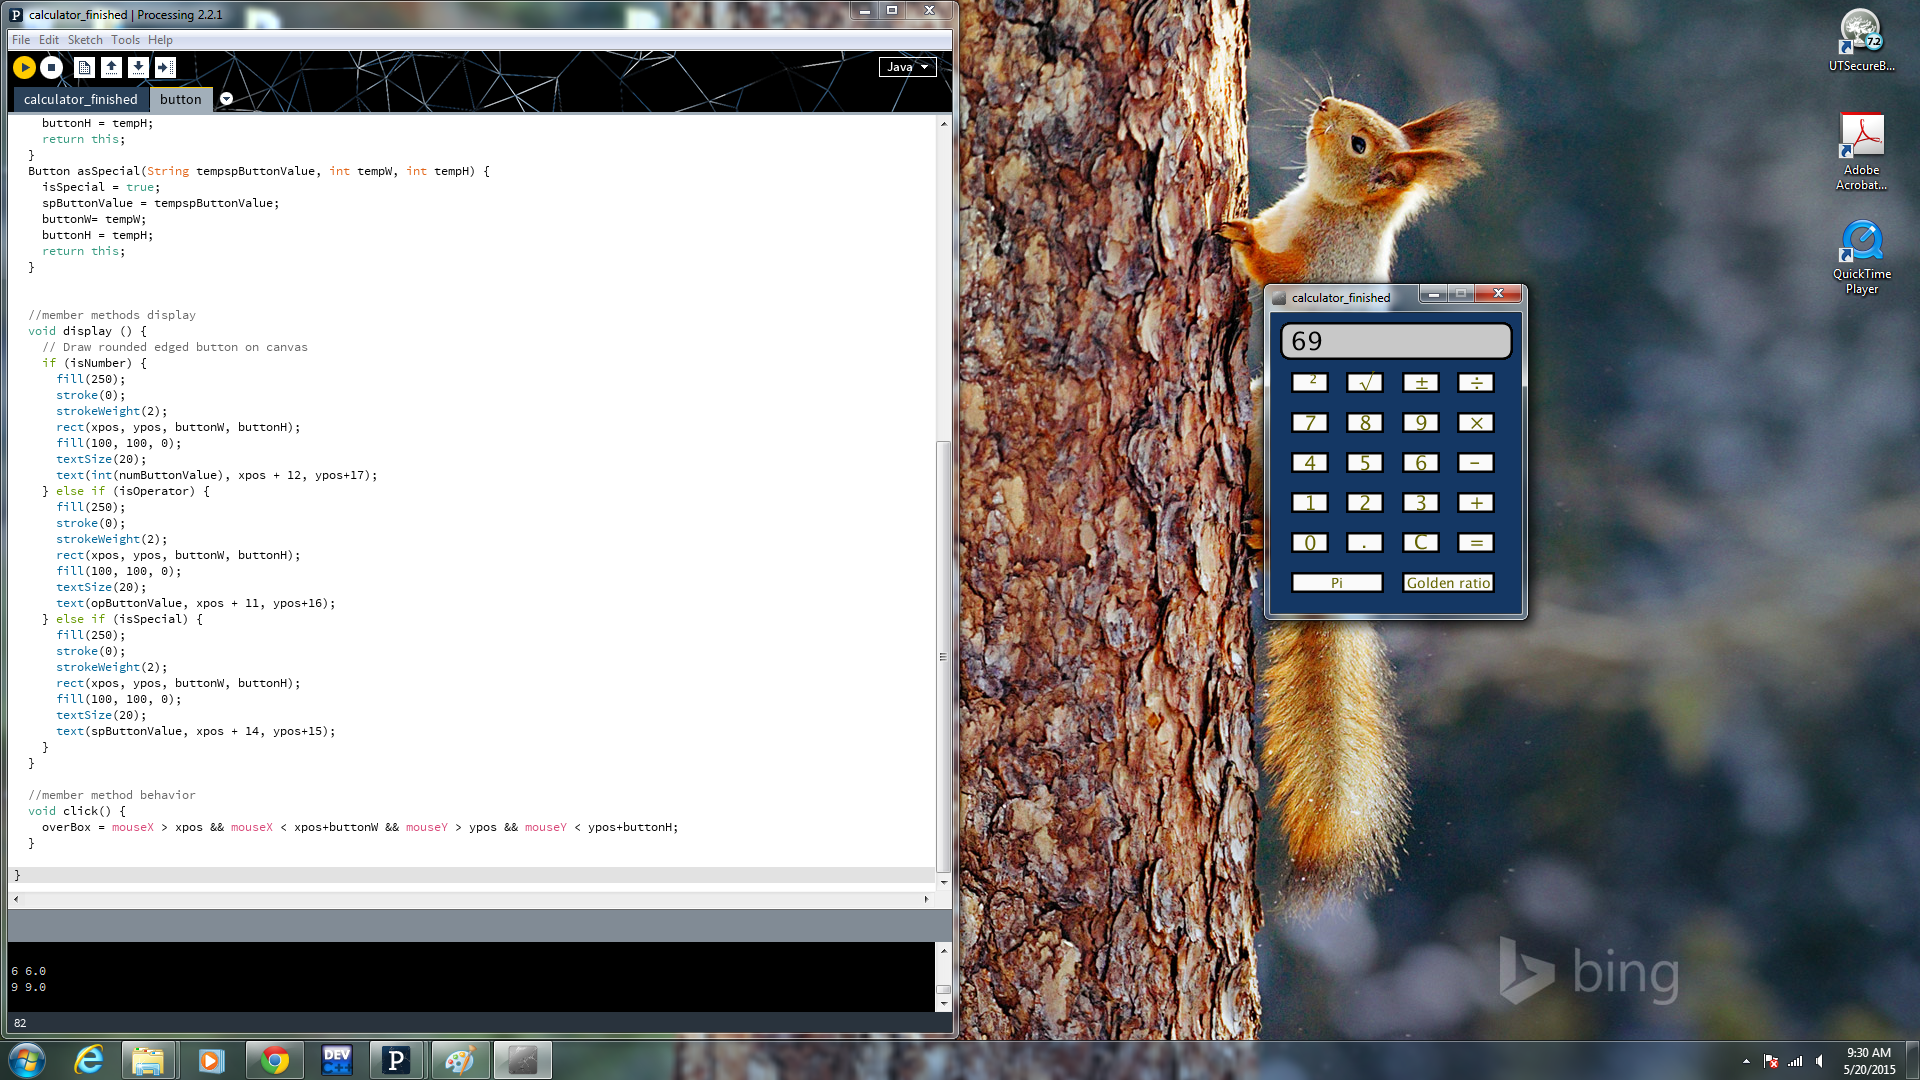 calculator_finished | Processing 2.2.1
File Edit Sketch Tools Help
Java
calculator_finished button
buttonH = tempH;
return this;
}
Button asSpecial(String tempspButtonValue, int tempW, int tempH) {
isSpecial = true;
spButtonValue = tempspButtonValue;
buttonW= tempW;
buttonH = tempH;
return this;
}
//member methods display
void display () {
// Draw rounded edged button on canvas
if (isNumber) {
fill(250);
stroke(0);
strokeWeight(2);
rect(xpos, ypos, buttonW, buttonH);
fill(100, 100, 0);
textSize(20);
text(int(numButtonValue), xpos + 12, ypos+17);
} else if (isOperator) {
fill(250);
stroke(0);
strokeWeight(2);
rect(xpos, ypos, buttonW, buttonH);
fill(100, 100, 0);
textSize(20);
text(opButtonValue, xpos + 11, ypos+16);
} else if (isSpecial) {
fill(250);
stroke(0);
strokeWeight(2);
rect(xpos, ypos, buttonW, buttonH);
fill(100, 100, 0);
textSize(20);
text(spButtonValue, xpos + 14, ypos+15);
}
}
//member method behavior
void click() {
overBox = mouseX > xpos && mouseX < xpos+buttonW && mouseY > ypos && mouseY < ypos+buttonH;
}
}
6 6.0
9 9.0
82
calculator_finished
69
² √ ± ÷
7 8 9 ×
4 5 6 -
1 2 3 +
0 . C =
Pi Golden ratio
7.2
UTSecureB...
Adobe
Acrobat...
QuickTime
Player
bing
DEV
C++
P
9:30 AM
5/20/2015